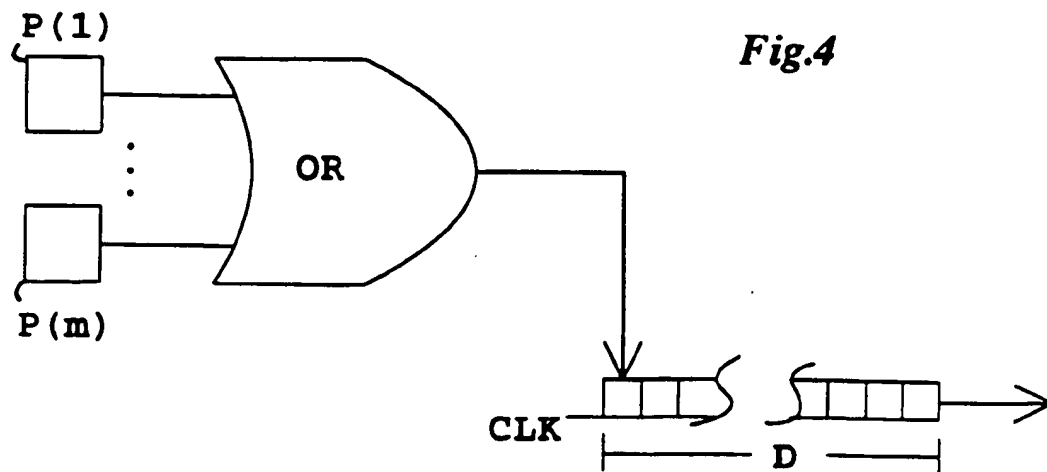 P(1)
Fig.4
OR
P(m)
CLK
D